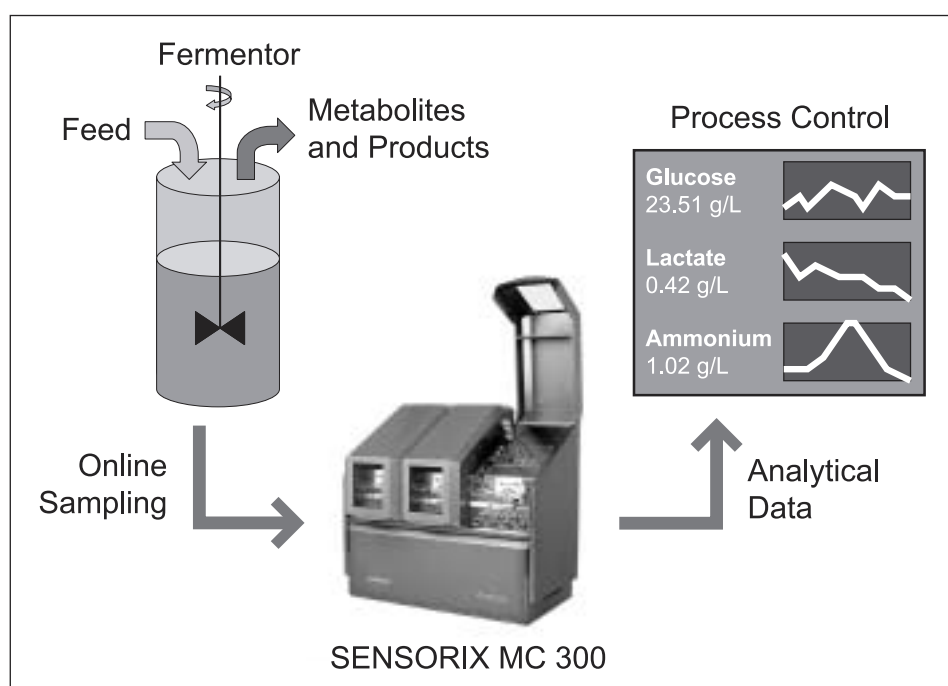 Fermentor
Feed
Metabolites
and Products
Process Control
Glucose
23.51 g/L
Lactate
0.42 g/L
Ammonium
1.02 g/L
Online
Sampling
Analytical
Data
SENSORIX MC 300